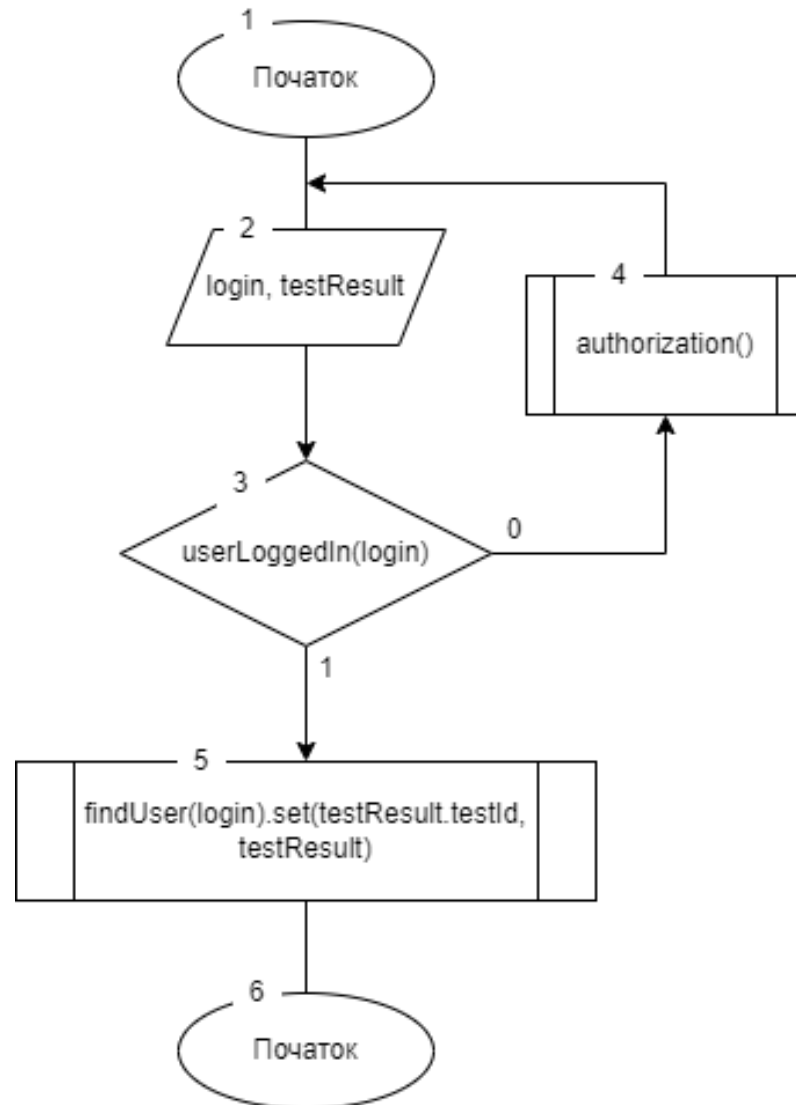 1
Початок
2
login, testResult
4
authorization()
3
userLoggedIn(login)
0
1
5
findUser(login).set(testResult.testId,
testResult)
6
Початок